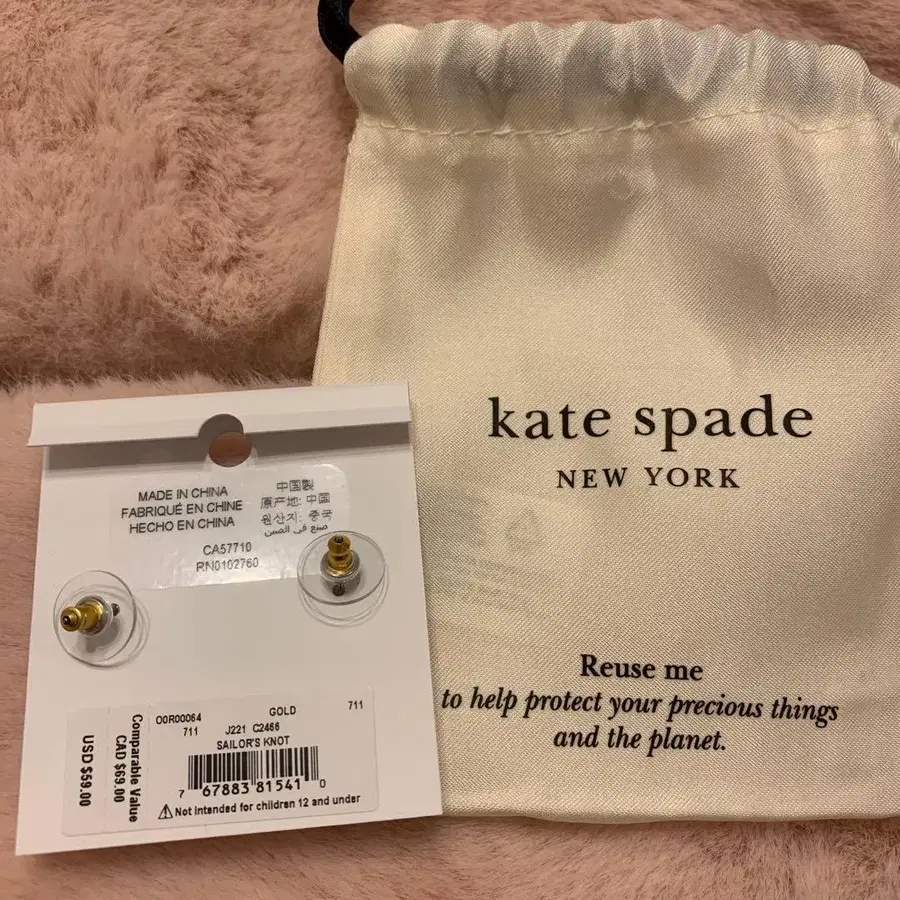 kate spade
NEW YORK
Reuse me
to help protect your precious things
and the planet.
MADE IN CHINA
FABRIQUÉ EN CHINE
HECHO EN CHINA
中国製
原产地: 中国
원산지: 중국
صنع في الصين
CA57710
RN0102760
O0R00064 GOLD 711
711 J221 C2466
SAILOR'S KNOT
7 67883 81541 0
⚠Not intended for children 12 and under
Comparable Value
CAD $69.00
USD $59.00